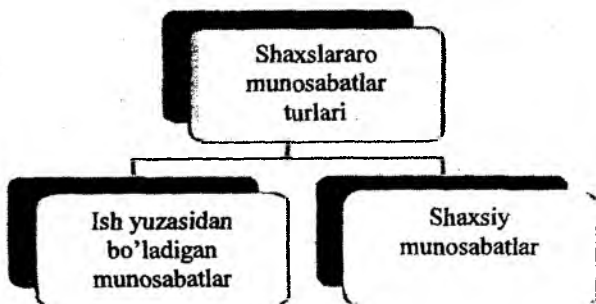 Shaxslararo
munosabatlar
turlari
Ish yuzasidan
bo'ladigan
munosabatlar
Shaxsiy
munosabatlar